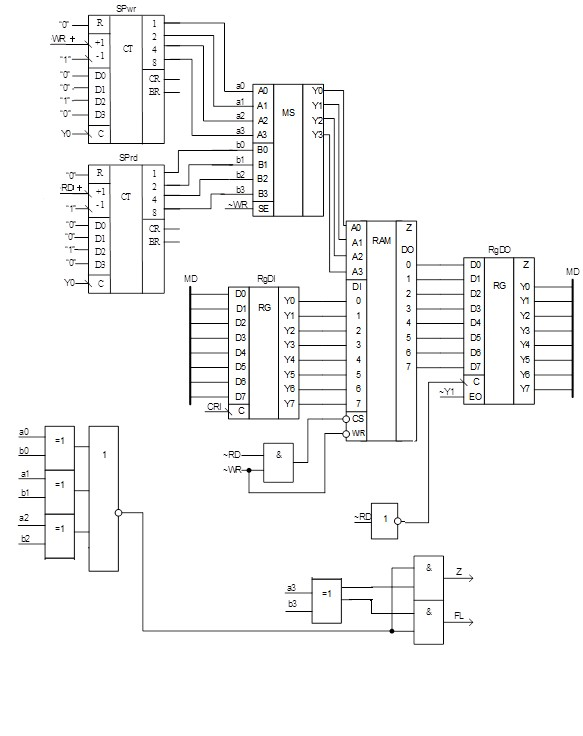 SPwr
"0" R CT 1
WR + +1 2
"1" -1 4
8
"0" D0 CR
"0" D1 BR
"1" D2
"0" D3
Y0 C
SPrd
"0" R CT 1
RD + +1 2
"1" -1 4
8
"0" D0 CR
"0" D1 BR
"1" D2
"0" D3
Y0 C
a0 A0 MS Y0
a1 A1 Y1
a2 A2 Y2
a3 A3 Y3
b0 B0
b1 B1
b2 B2
b3 B3
~WR SE
A0 RAM Z
A1 DO
A2 0
A3 1
DI 2
0 3
1 4
2 5
3 6
4 7
5
6
7
CS
WR
MD
RgDI
D0 RG Y0
D1 Y1
D2 Y2
D3 Y3
D4 Y4
D5 Y5
D6 Y6
D7 Y7
CRI C
RgDO
D0 RG Z
D1 Y0
D2 Y1
D3 Y2
D4 Y3
D5 Y4
D6 Y5
D7 Y6
C Y7
~Y1 EO
MD
~RD &
~WR
~RD 1
a0 =1 1
b0
a1 =1
b1
a2 =1
b2
a3 =1
b3
& Z
& FL